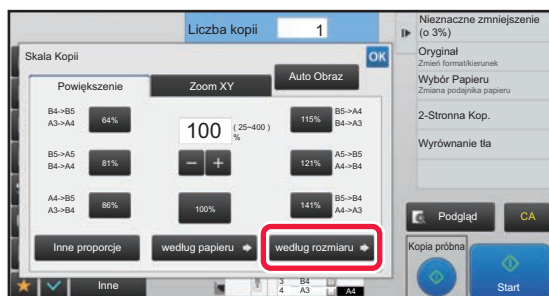 Liczba kopii 1
Skala Kopii
OK
Powiększenie
Zoom XY
Auto Obraz
B4->B5
A3->A4
64%
B5->A5
B4->A4
81%
A4->B5
A3->B4
86%
100 (25~400)
%
100%
115%
B5->A4
B4->A3
121%
A5->B5
B4->A4
141%
B5->B4
A4->A3
Inne proporcje
według papieru
według rozmiaru
Inne
3 B4
4 A3
A4
Nieznaczne zmniejszenie
(o 3%)
Oryginał
Zmień format/kierunek
Wybór Papieru
Zmiana podajnika papieru
2-Stronna Kop.
Wyrównanie tła
Podgląd
CA
Kopia próbna
Start